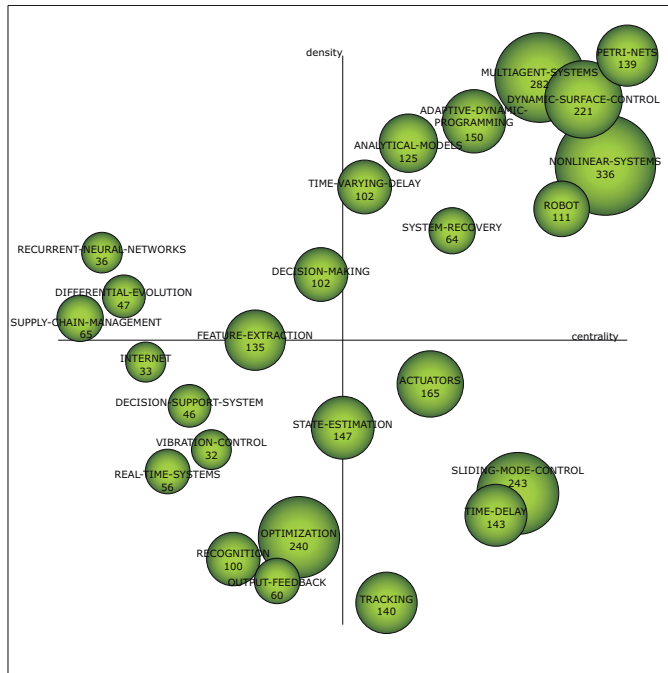 density
PETRI-NETS
139
MULTIAGENT-SYSTEMS
282
DYNAMIC-SURFACE-CONTROL
221
ADAPTIVE-DYNAMIC-
PROGRAMMING
150
ANALYTICAL-MODELS
125
NONLINEAR-SYSTEMS
336
TIME-VARYING-DELAY
102
ROBOT
111
SYSTEM-RECOVERY
64
RECURRENT-NEURAL-NETWORKS
36
DECISION-MAKING
102
DIFFERENTIAL-EVOLUTION
47
SUPPLY-CHAIN-MANAGEMENT
65
FEATURE-EXTRACTION
135
centrality
INTERNET
33
ACTUATORS
165
DECISION-SUPPORT-SYSTEM
46
STATE-ESTIMATION
147
VIBRATION-CONTROL
32
REAL-TIME-SYSTEMS
56
SLIDING-MODE-CONTROL
243
TIME-DELAY
143
OPTIMIZATION
240
RECOGNITION
100
OUTPUT-FEEDBACK
60
TRACKING
140